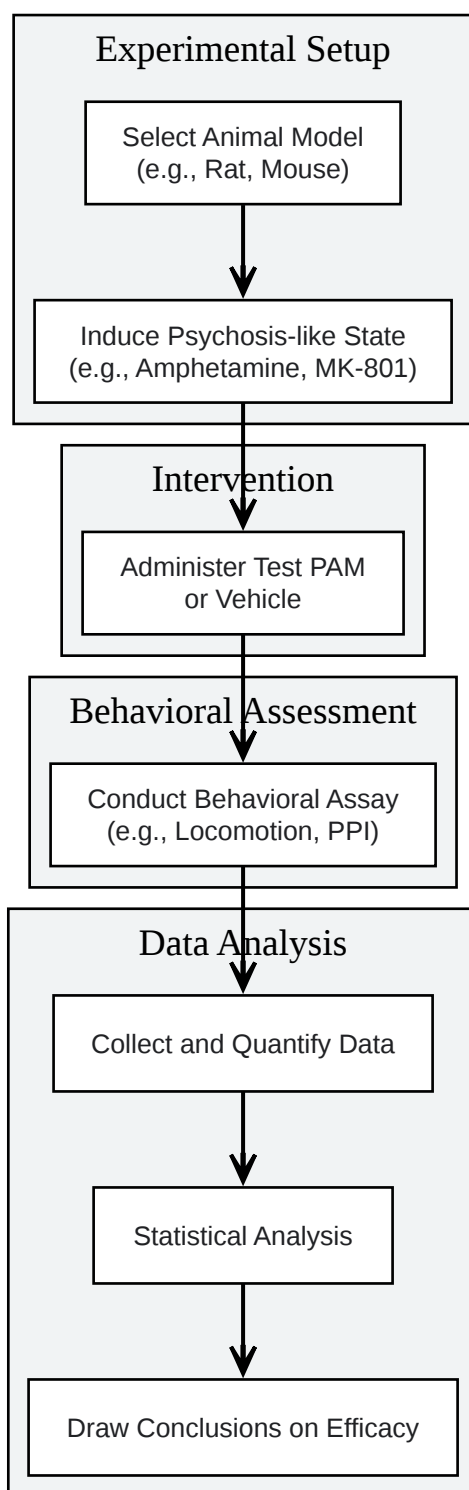 Experimental Setup
Select Animal Model
(e.g., Rat, Mouse)
Induce Psychosis-like State
(e.g., Amphetamine, MK-801)
Intervention
Administer Test PAM
or Vehicle
Behavioral Assessment
Conduct Behavioral Assay
(e.g., Locomotion, PPI)
Data Analysis
Collect and Quantify Data
Statistical Analysis
Draw Conclusions on Efficacy